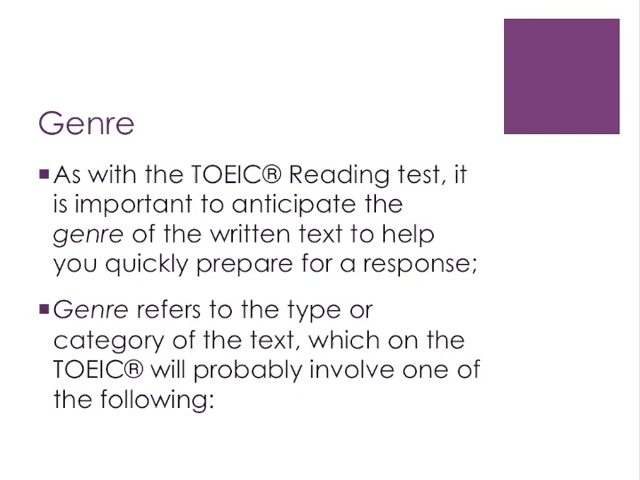 Genre
As with the TOEIC® Reading test, it
is important to anticipate the
genre of the written text to help
you quickly prepare for a response;
Genre refers to the type or
category of the text, which on the
TOEIC® will probably involve one of
the following: